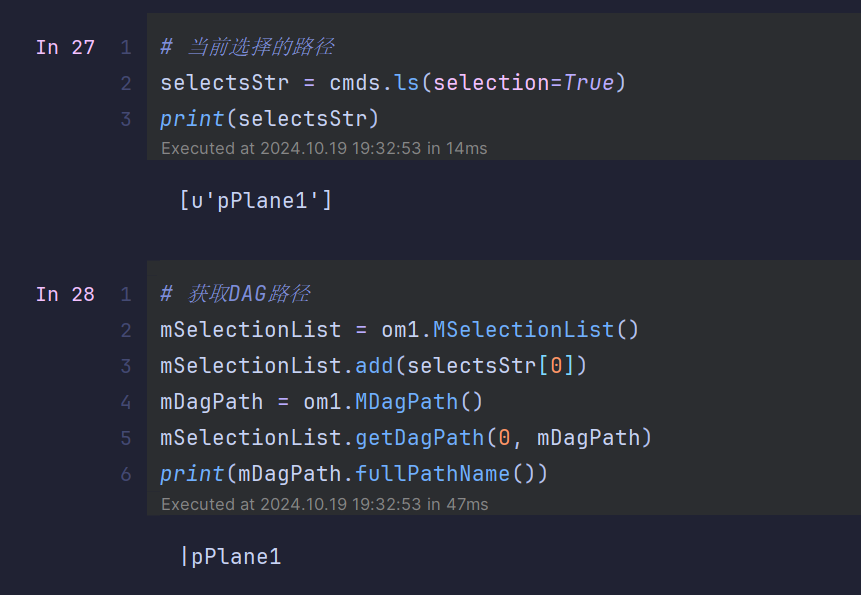 In 27 1 # 当前选择的路径
2 selectsStr = cmds.ls(selection=True)
3 print(selectsStr)
Executed at 2024.10.19 19:32:53 in 14ms
[u'pPlane1']
In 28 1 # 获取DAG路径
2 mSelectionList = om1.MSelectionList()
3 mSelectionList.add(selectsStr[0])
4 mDagPath = om1.MDagPath()
5 mSelectionList.getDagPath(0, mDagPath)
6 print(mDagPath.fullPathName())
Executed at 2024.10.19 19:32:53 in 47ms
|pPlane1